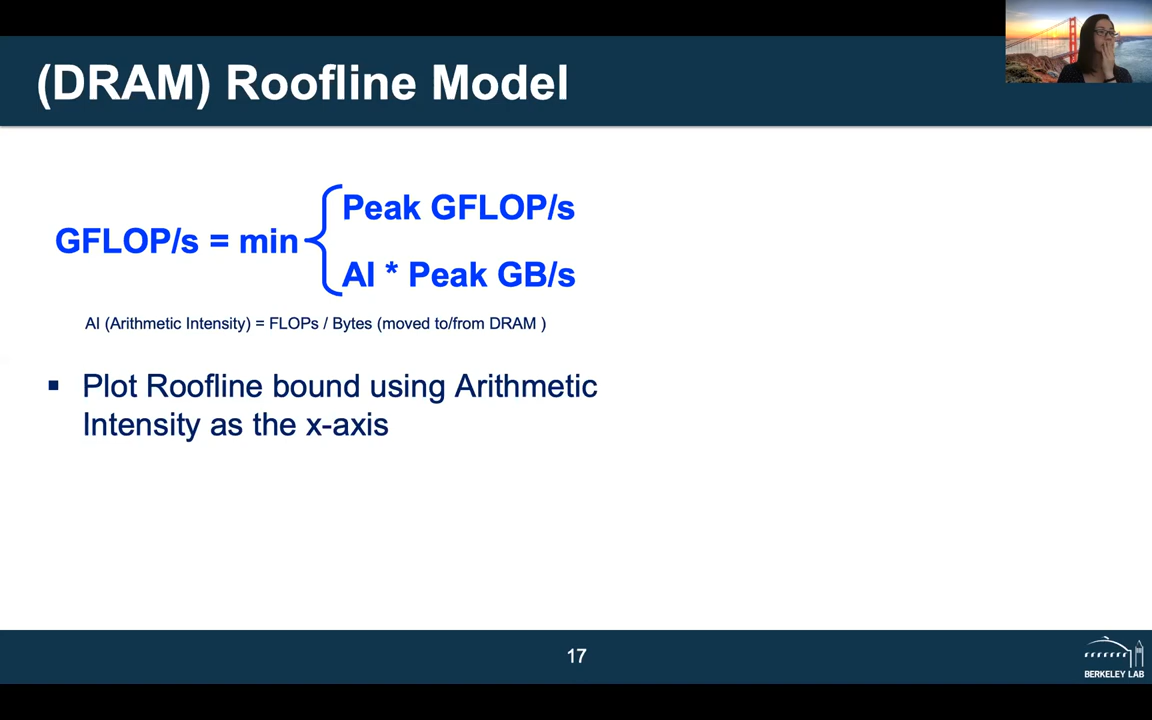 (DRAM) Roofline Model
Peak GFLOP/s
GFLOP/s = min
AI * Peak GB/s
AI (Arithmetic Intensity) = FLOPs / Bytes (moved to/from DRAM )
▪ Plot Roofline bound using Arithmetic
Intensity as the x-axis
17
BERKELEY LAB